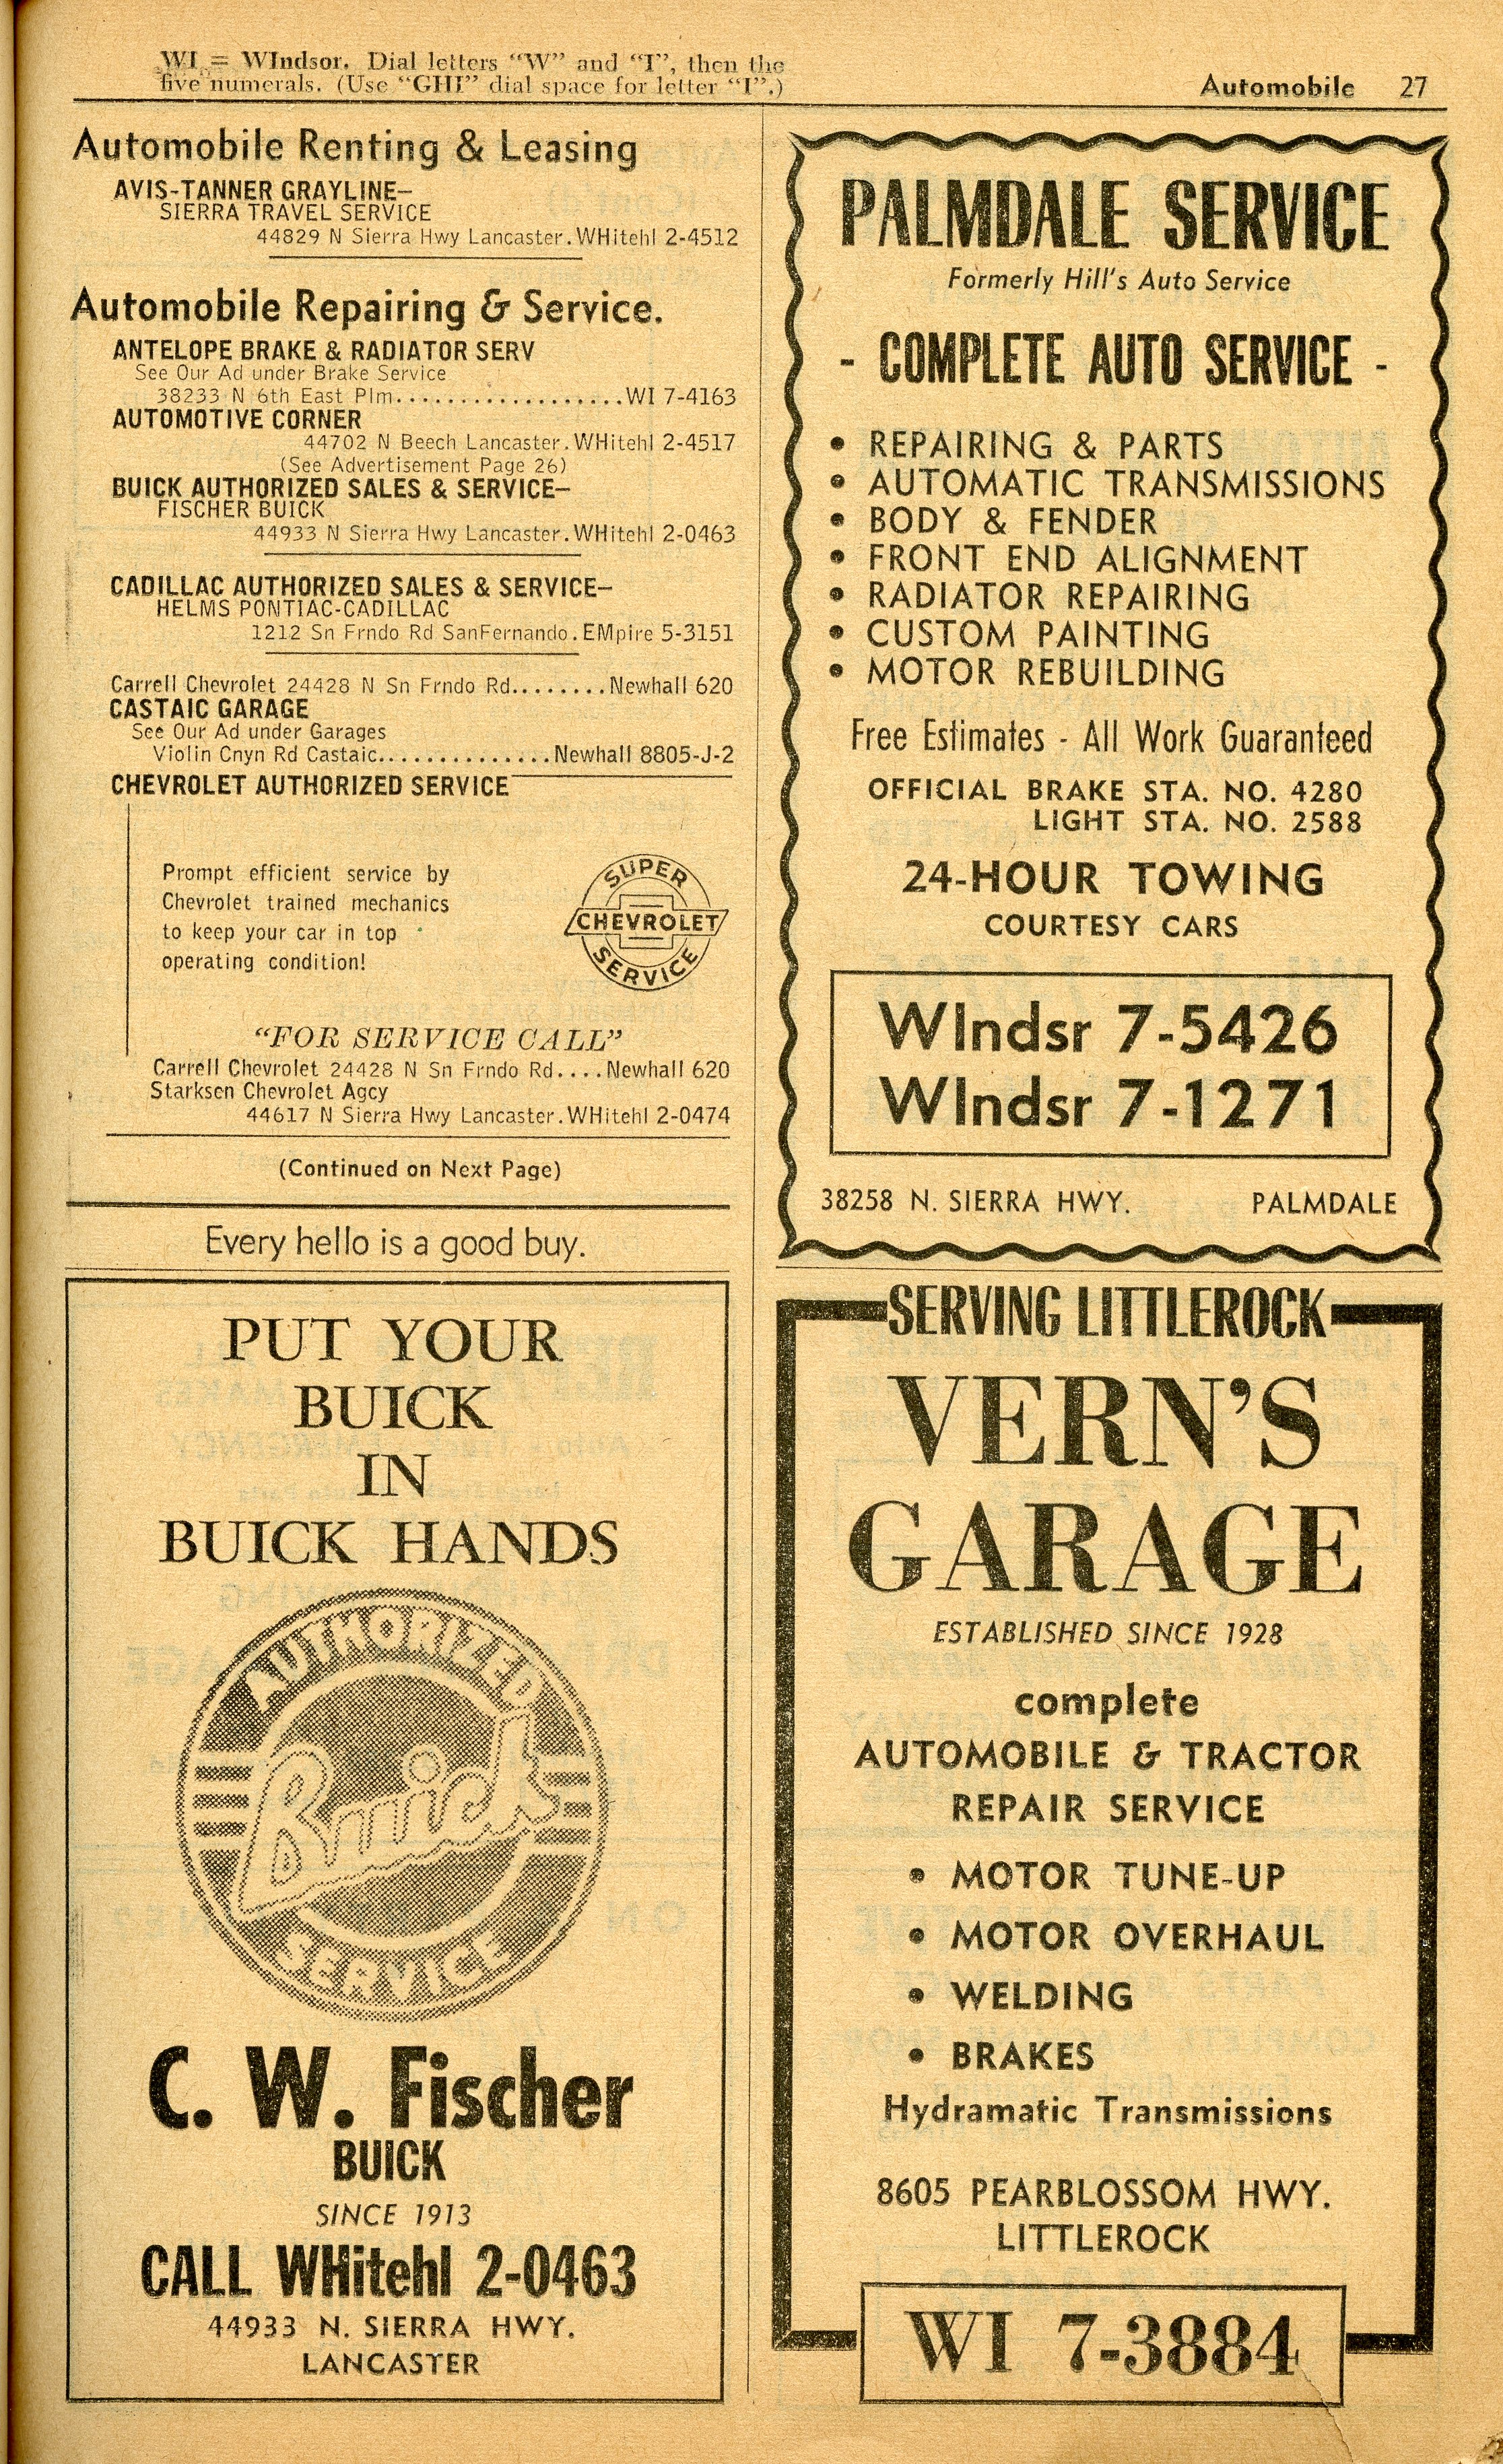 WI = WIndsor. Dial letters "W" and "I", then the
five numerals. (Use "GHI" dial space for letter "I".)
Automobile 27
Automobile Renting & Leasing
AVIS-TANNER GRAYLINE—
SIERRA TRAVEL SERVICE
44829 N Sierra Hwy Lancaster.WHitehl 2-4512
Automobile Repairing & Service.
ANTELOPE BRAKE & RADIATOR SERV
See Our Ad under Brake Service
38233 N 6th East Plm...................WI 7-4163
AUTOMOTIVE CORNER
44702 N Beech Lancaster.WHitehl 2-4517
(See Advertisement Page 26)
BUICK AUTHORIZED SALES & SERVICE—
FISCHER BUICK
44933 N Sierra Hwy Lancaster.WHitehl 2-0463
CADILLAC AUTHORIZED SALES & SERVICE—
HELMS PONTIAC-CADILLAC
1212 Sn Frndo Rd SanFernando.EMpire 5-3151
Carrell Chevrolet 24428 N Sn Frndo Rd........Newhall 620
CASTAIC GARAGE
See Our Ad under Garages
Violin Cnyn Rd Castaic..............Newhall 8805-J-2
CHEVROLET AUTHORIZED SERVICE
Prompt efficient service by
Chevrolet trained mechanics
to keep your car in top
operating condition!
SUPER
CHEVROLET
SERVICE
"FOR SERVICE CALL"
Carrell Chevrolet 24428 N Sn Frndo Rd....Newhall 620
Starksen Chevrolet Agcy
44617 N Sierra Hwy Lancaster.WHitehl 2-0474
(Continued on Next Page)
Every hello is a good buy.
PUT YOUR
BUICK
IN
BUICK HANDS
AUTHORIZED
Buick
SERVICE
C. W. Fischer
BUICK
SINCE 1913
CALL WHitehl 2-0463
44933 N. SIERRA HWY.
LANCASTER
PALMDALE SERVICE
Formerly Hill's Auto Service
- COMPLETE AUTO SERVICE -
• REPAIRING & PARTS
• AUTOMATIC TRANSMISSIONS
• BODY & FENDER
• FRONT END ALIGNMENT
• RADIATOR REPAIRING
• CUSTOM PAINTING
• MOTOR REBUILDING
Free Estimates - All Work Guaranteed
OFFICIAL BRAKE STA. NO. 4280
LIGHT STA. NO. 2588
24-HOUR TOWING
COURTESY CARS
WIndsr 7-5426
WIndsr 7-1271
38258 N. SIERRA HWY. PALMDALE
SERVING LITTLEROCK
VERN'S
GARAGE
ESTABLISHED SINCE 1928
complete
AUTOMOBILE & TRACTOR
REPAIR SERVICE
• MOTOR TUNE-UP
• MOTOR OVERHAUL
• WELDING
• BRAKES
Hydramatic Transmissions
8605 PEARBLOSSOM HWY.
LITTLEROCK
WI 7-3884